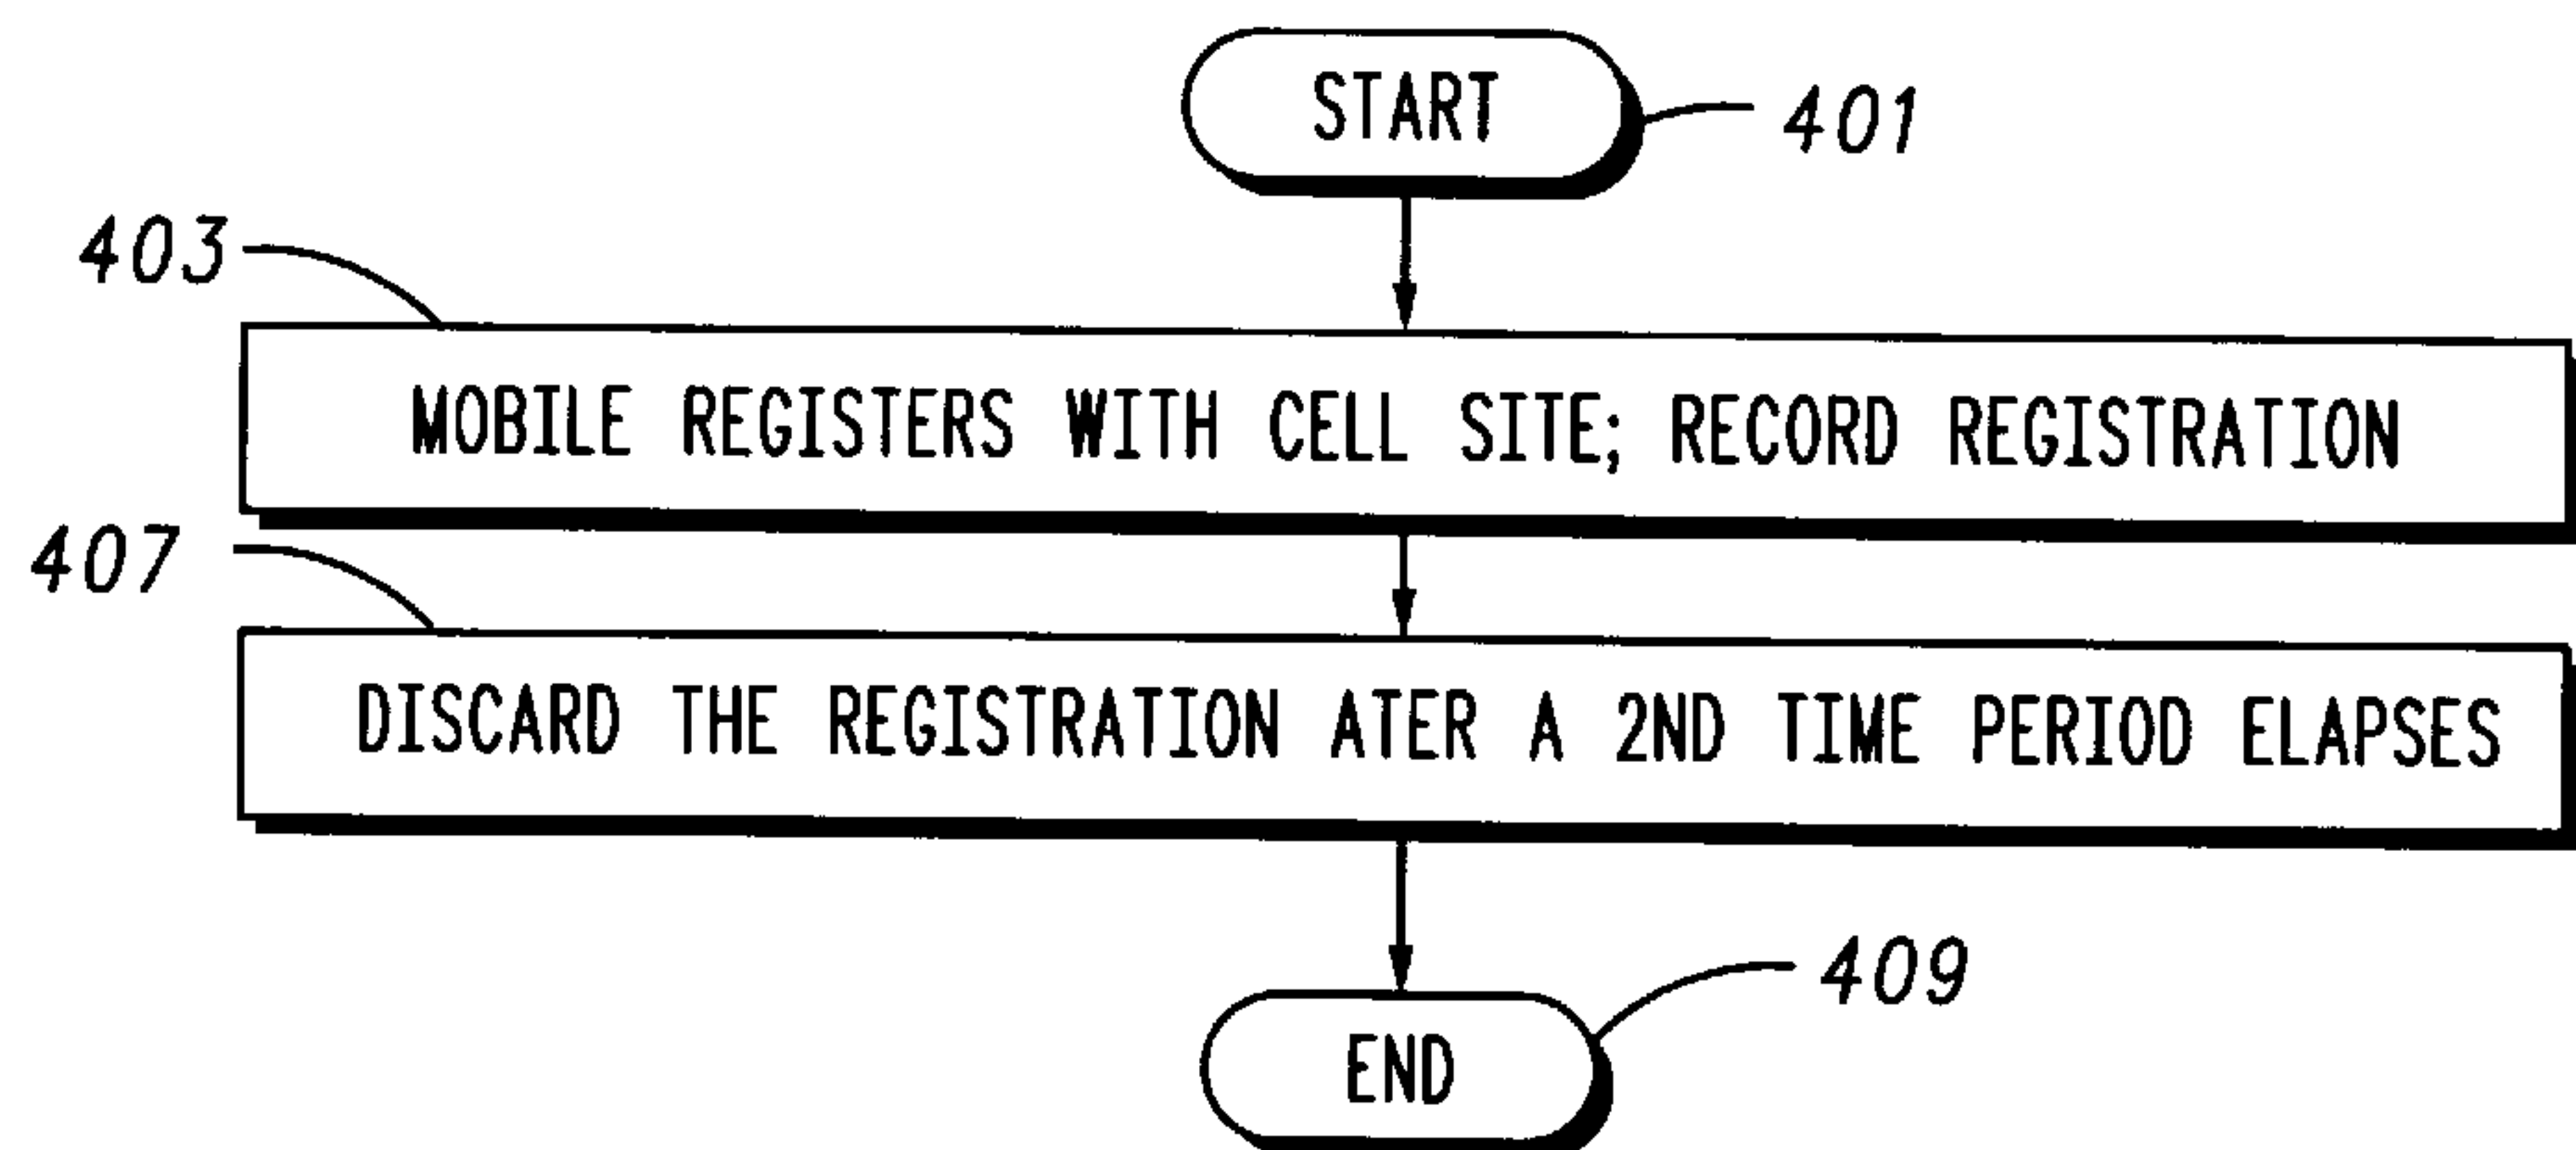 START
401
403
MOBILE REGISTERS WITH CELL SITE; RECORD REGISTRATION
407
DISCARD THE REGISTRATION ATER A 2ND TIME PERIOD ELAPSES
409
END